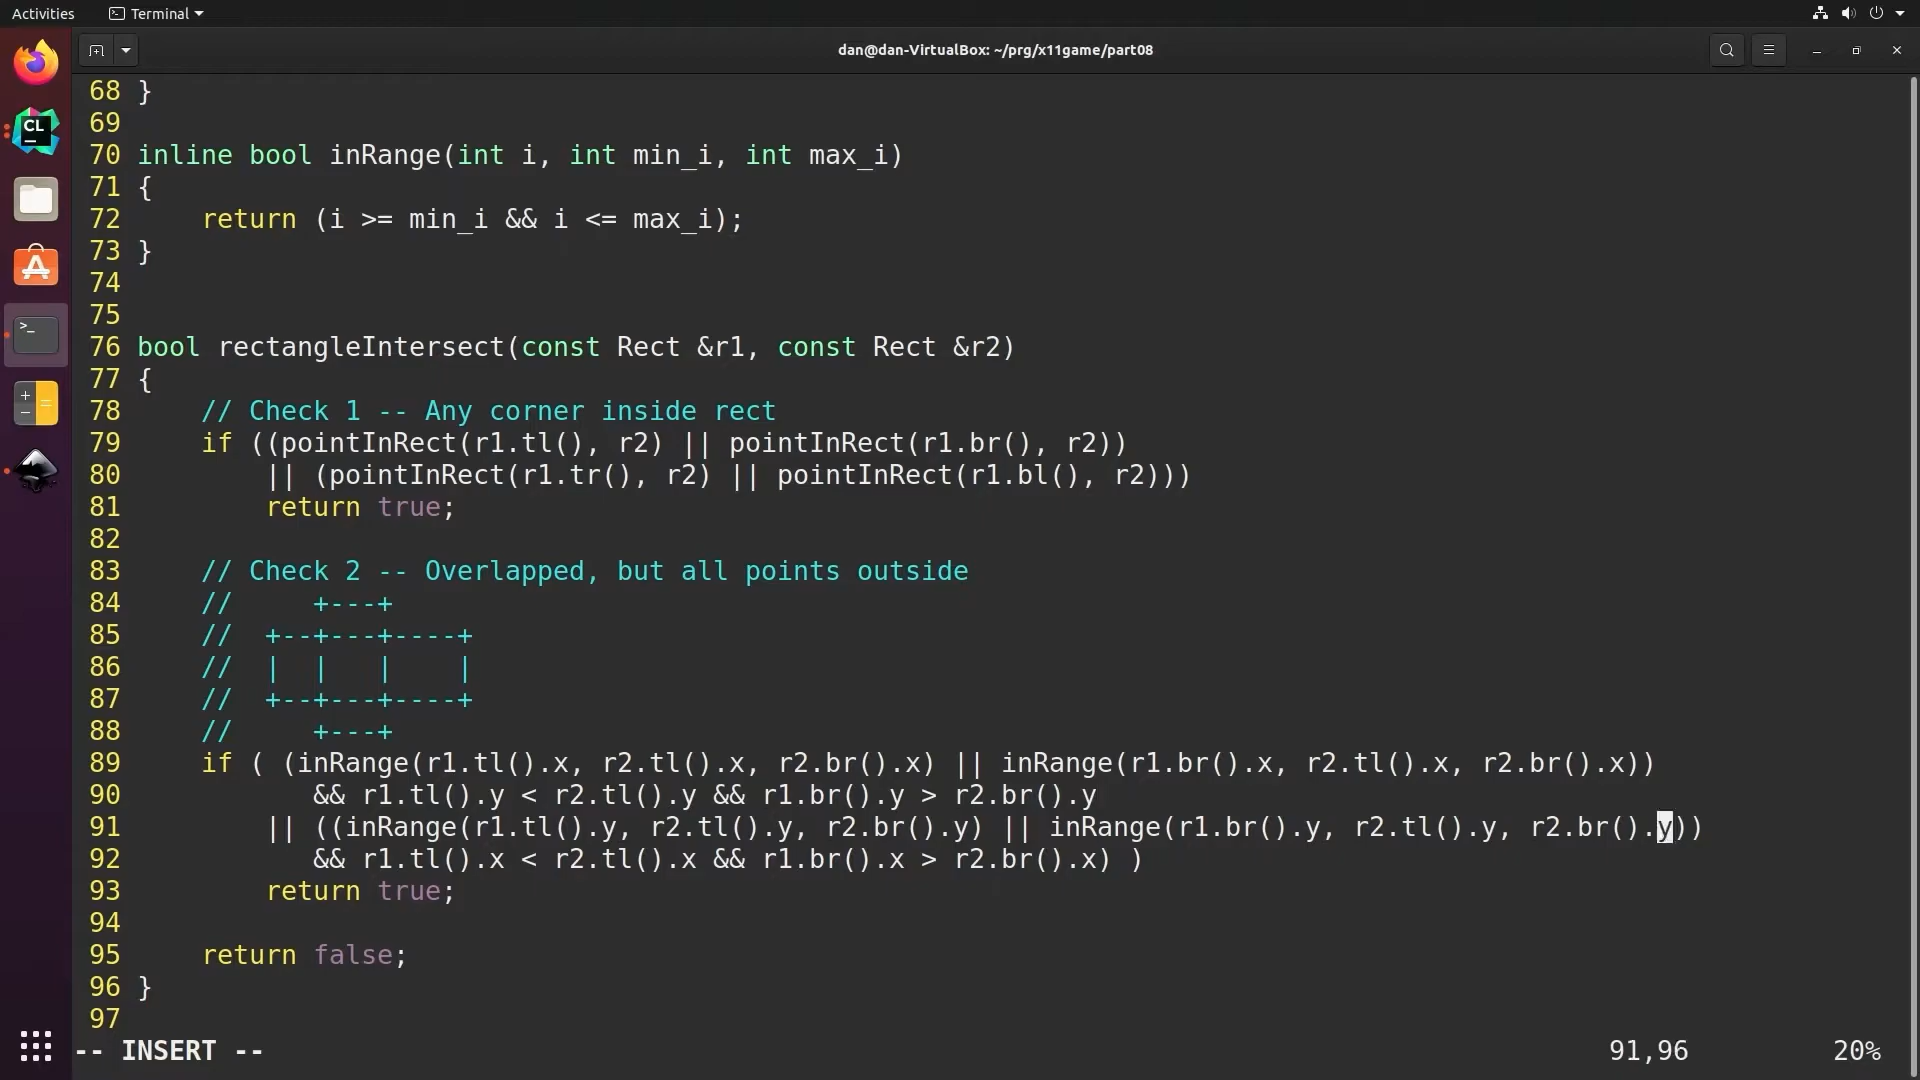 Activities
Terminal
dan@dan-VirtualBox: ~/prg/x11game/part08
CL
68 }
69
70 inline bool inRange(int i, int min_i, int max_i)
71 {
72     return (i >= min_i && i <= max_i);
73 }
74
75
76 bool rectangleIntersect(const Rect &r1, const Rect &r2)
77 {
78     // Check 1 -- Any corner inside rect
79     if ((pointInRect(r1.tl(), r2) || pointInRect(r1.br(), r2))
80         || (pointInRect(r1.tr(), r2) || pointInRect(r1.bl(), r2)))
81         return true;
82
83     // Check 2 -- Overlapped, but all points outside
84     //     +---+
85     //  +--+---+----+
86     //  |  |   |    |
87     //  +--+---+----+
88     //     +---+
89     if ( (inRange(r1.tl().x, r2.tl().x, r2.br().x) || inRange(r1.br().x, r2.tl().x, r2.br().x))
90            && r1.tl().y < r2.tl().y && r1.br().y > r2.br().y
91         || ((inRange(r1.tl().y, r2.tl().y, r2.br().y) || inRange(r1.br().y, r2.tl().y, r2.br().y))
92            && r1.tl().x < r2.tl().x && r1.br().x > r2.br().x) )
93         return true;
94
95     return false;
96 }
97
-- INSERT -- 91,96 20%